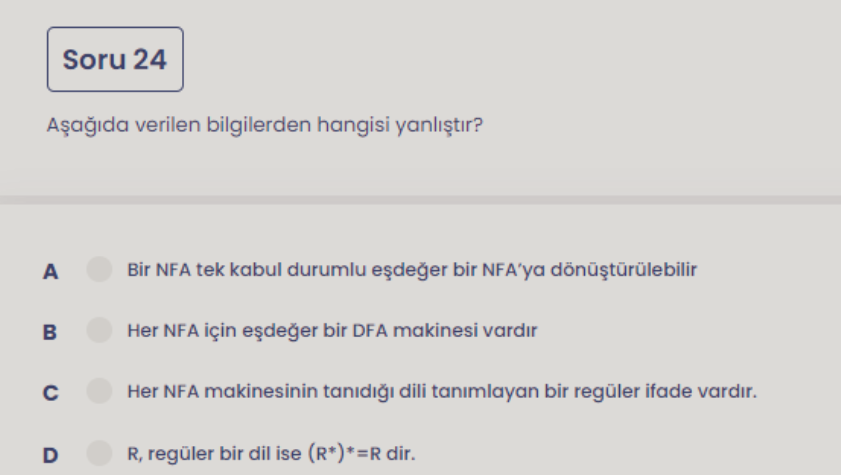 Soru 24
Aşağıda verilen bilgilerden hangisi yanlıştır?
A Bir NFA tek kabul durumlu eşdeğer bir NFA'ya dönüştürülebilir
B Her NFA için eşdeğer bir DFA makinesi vardır
C Her NFA makinesinin tanıdığı dili tanımlayan bir regüler ifade vardır.
D R, regüler bir dil ise (R*)*=R dir.